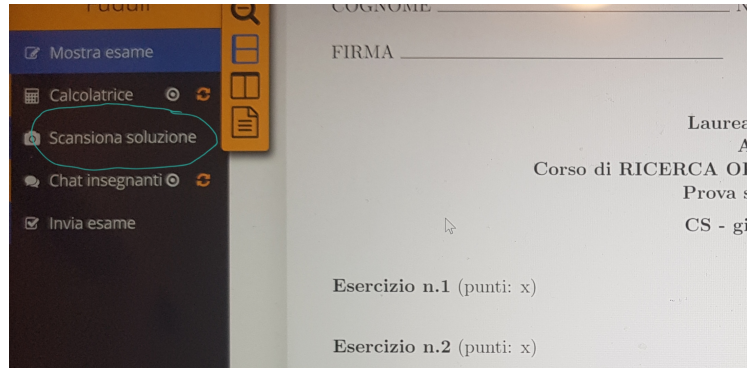 COGNOME
Mostra esame
FIRMA
Calcolatrice
Scansiona soluzione
Chat insegnanti
Invia esame
Laurea
Corso di RICERCA
Prova
CS - gi
Esercizio n.1 (punti: x)
Esercizio n.2 (punti: x)